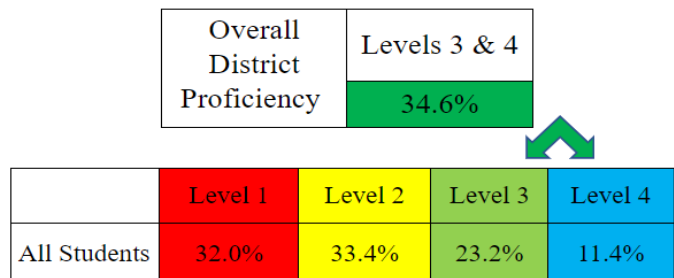 Overall
District
Proficiency
Levels 3 & 4
34.6%
Level 1 Level 2 Level 3 Level 4
All Students 32.0% 33.4% 23.2% 11.4%